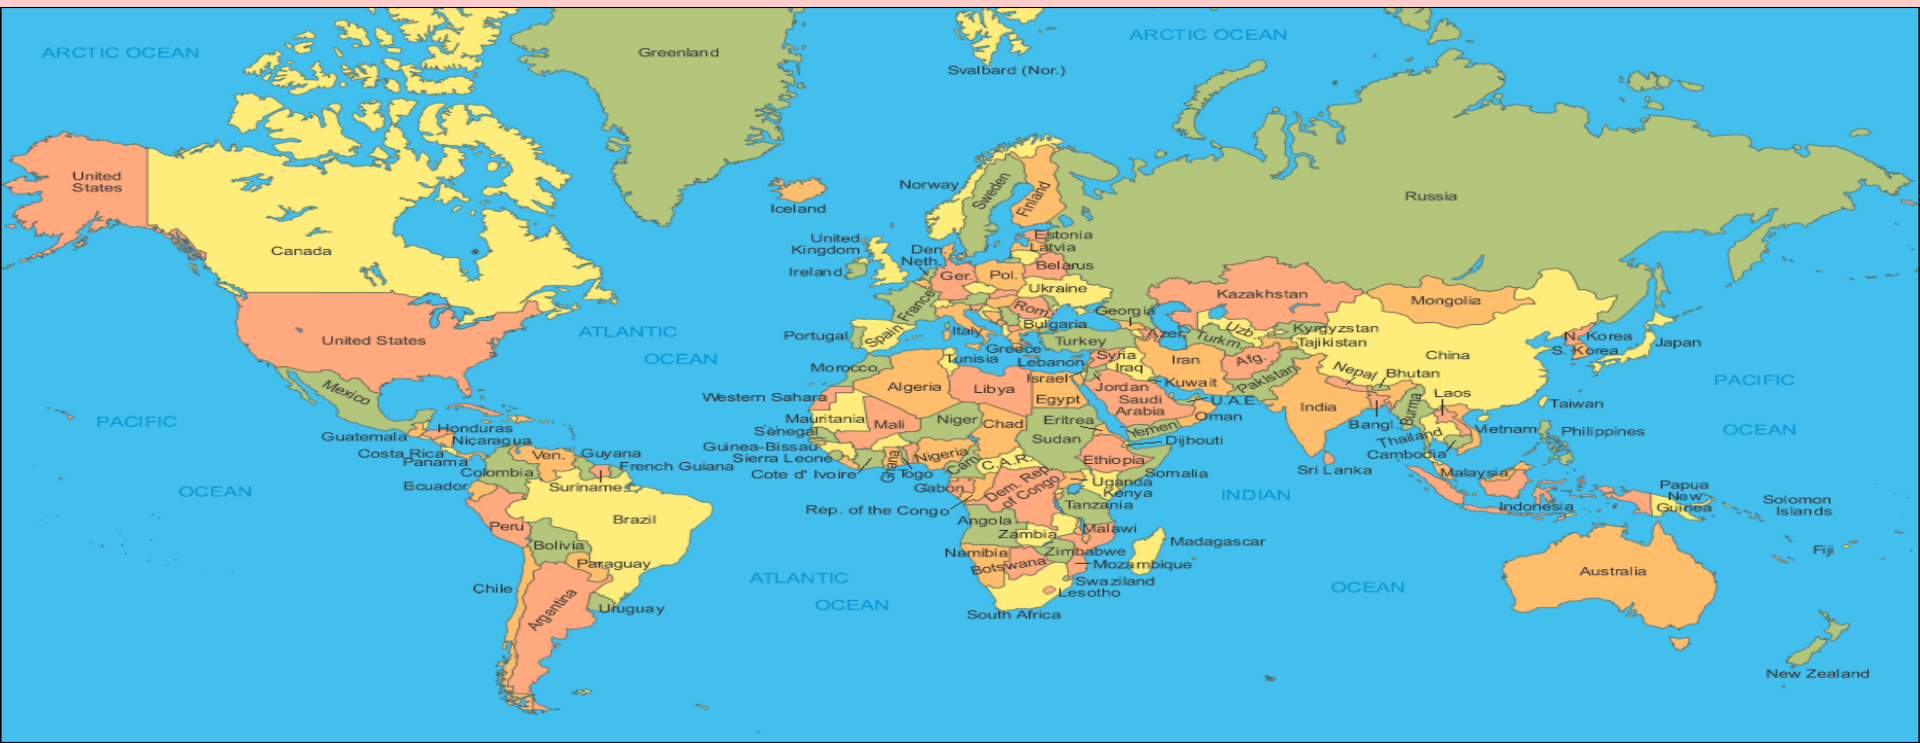 ARCTIC OCEAN
Greenland
Svalbard (Nor.)
ARCTIC OCEAN
United
States
Canada
Iceland
Norway
Sweden
Finland
Russia
United
Kingdom
Ireland
Den.
Neth.
Estonia
Latvia
Belarus
Ger.
Pol.
Ukraine
France
Rom.
Bulgaria
Georgia
Kazakhstan
Mongolia
United States
ATLANTIC
OCEAN
Portugal
Spain
Italy
Greece
Turkey
Azer.
Turkm.
Uzb.
Kyrgyzstan
Tajikistan
China
N. Korea
S. Korea
Japan
Mexico
Morocco
Tunisia
Lebanon
Syria
Iraq
Iran
Afg.
Pakistan
Nepal
Bhutan
PACIFIC
OCEAN
Algeria
Libya
Israel
Egypt
Jordan
Kuwait
Saudi
Arabia
U.A.E.
Oman
India
Burma
Laos
Taiwan
PACIFIC
OCEAN
Western Sahara
Mauritania
Mali
Niger
Chad
Sudan
Eritrea
Yemen
Djibouti
Bangl.
Thailand
Vietnam
Cambodia
Philippines
Guatemala
Honduras
Nicaragua
Costa Rica
Panama
Ven.
Guyana
French Guiana
Suriname
Colombia
Ecuador
Senegal
Guinea-Bissau
Sierra Leone
Cote d' Ivoire
Ghana
Togo
Nigeria
Cam.
C.A.R.
Ethiopia
Somalia
Sri Lanka
Malaysia
Gabon
Rep. of the Congo
Dem. Rep.
of Congo
Uganda
Kenya
Tanzania
INDIAN
OCEAN
Indonesia
Papua
New
Guinea
Solomon
Islands
Peru
Brazil
Bolivia
Paraguay
Chile
Argentina
Uruguay
ATLANTIC
OCEAN
Angola
Zambia
Malawi
Namibia
Botswana
Zimbabwe
Mozambique
Madagascar
Swaziland
Lesotho
South Africa
Australia
Fiji
New Zealand